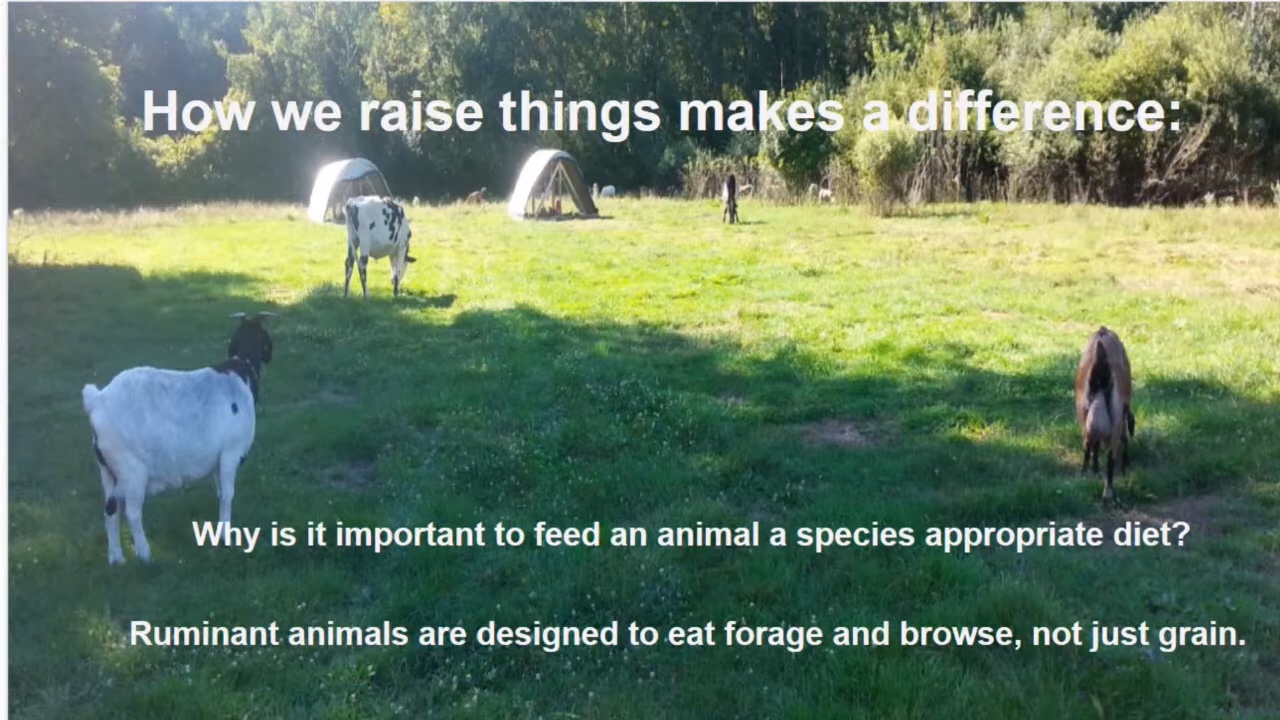 How we raise things makes a difference:
Why is it important to feed an animal a species appropriate diet?
Ruminant animals are designed to eat forage and browse, not just grain.